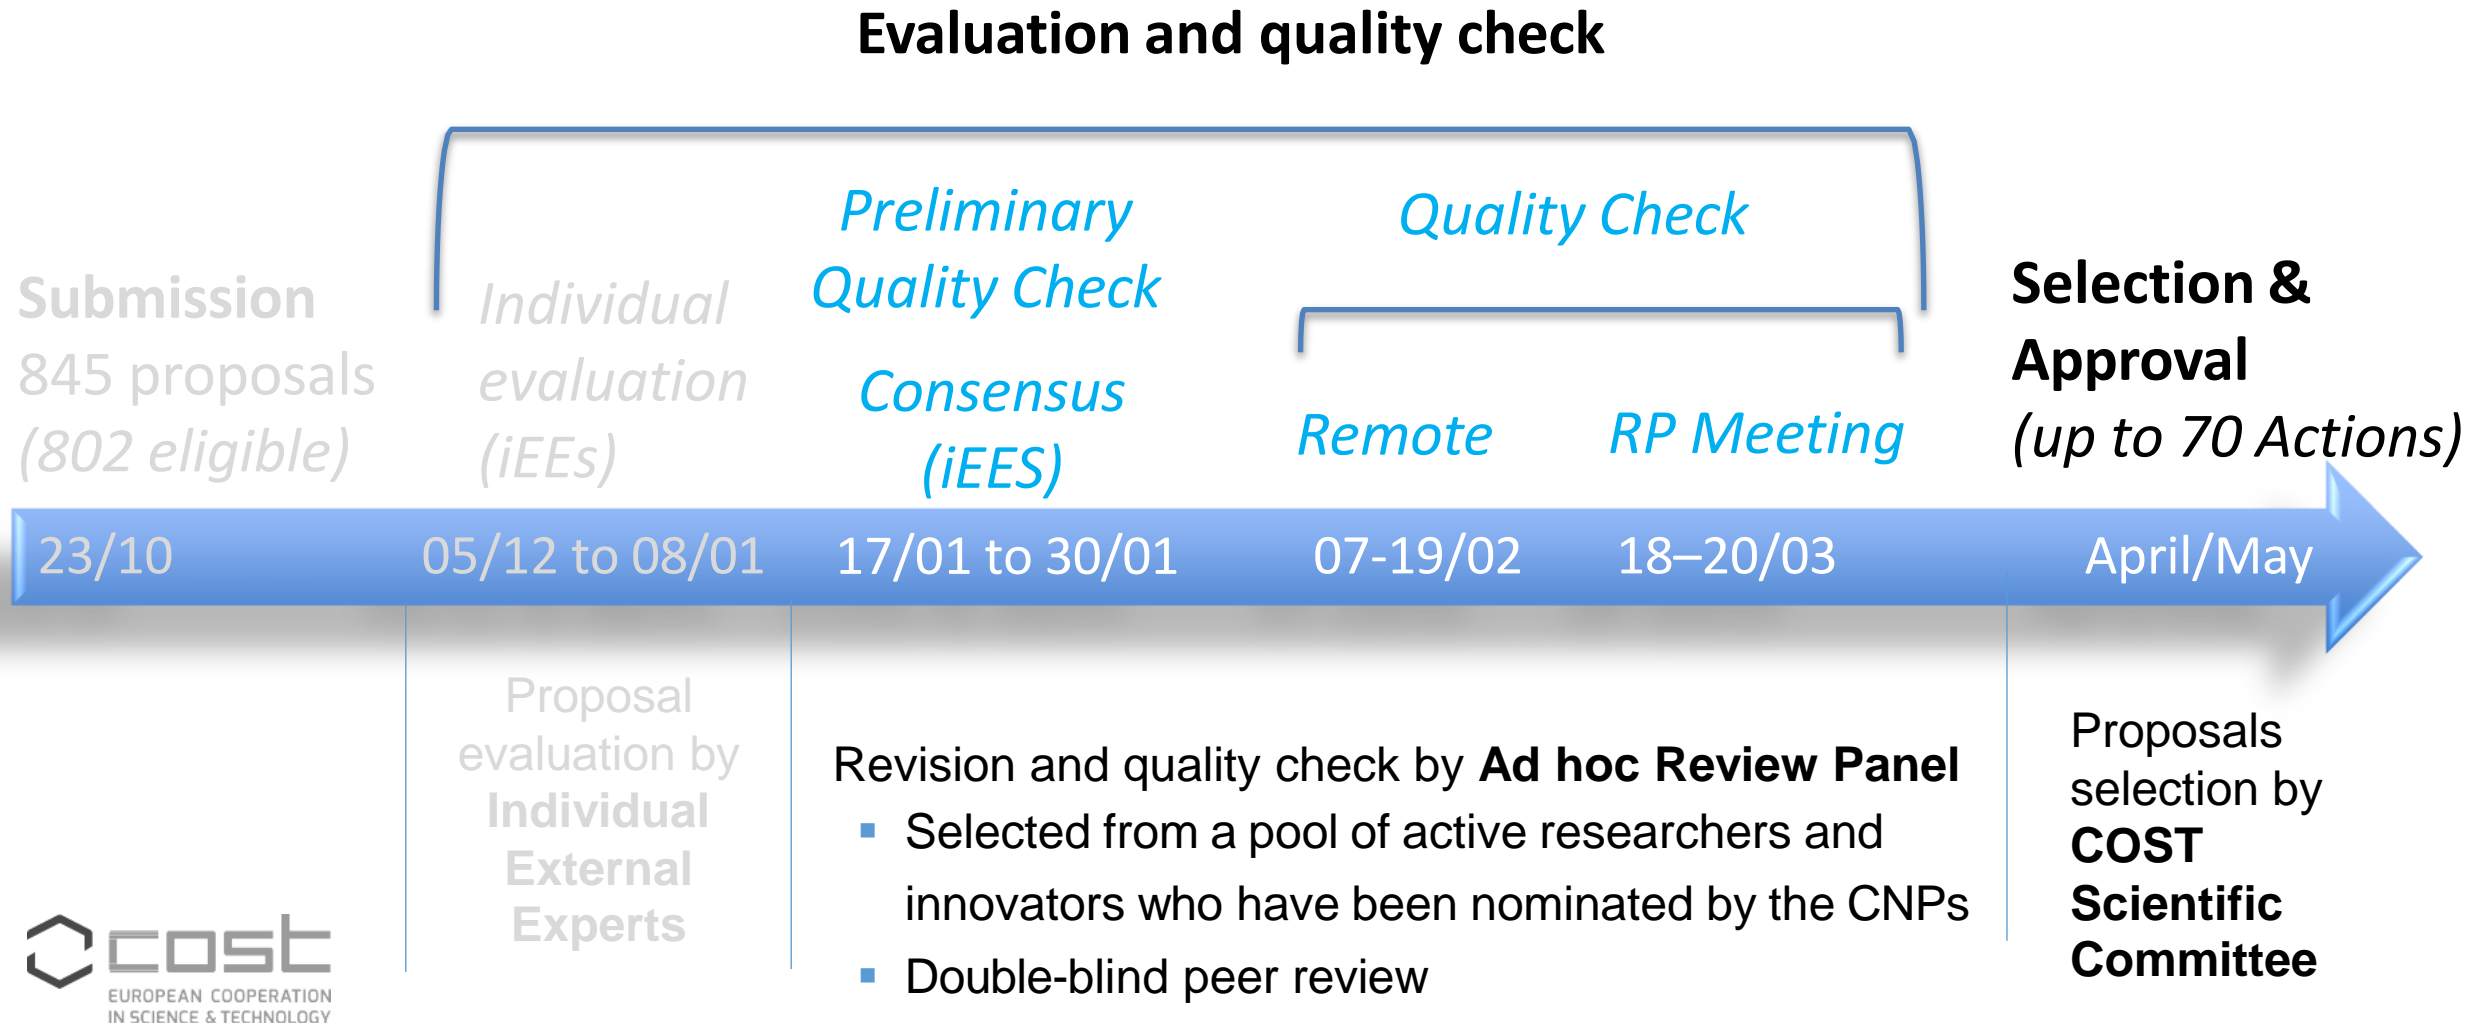 Evaluation and quality check
Submission
845 proposals
(802 eligible)
Individual
evaluation
(iEEs)
Preliminary
Quality Check
Consensus
(iEES)
Quality Check
Remote
RP Meeting
Selection &
Approval
(up to 70 Actions)
23/10
05/12 to 08/01
17/01 to 30/01
07-19/02
18–20/03
April/May
Proposal
evaluation by
Individual
External
Experts
Revision and quality check by Ad hoc Review Panel
▪ Selected from a pool of active researchers and
innovators who have been nominated by the CNPs
▪ Double-blind peer review
Proposals
selection by
COST
Scientific
Committee
cost
EUROPEAN COOPERATION
IN SCIENCE & TECHNOLOGY